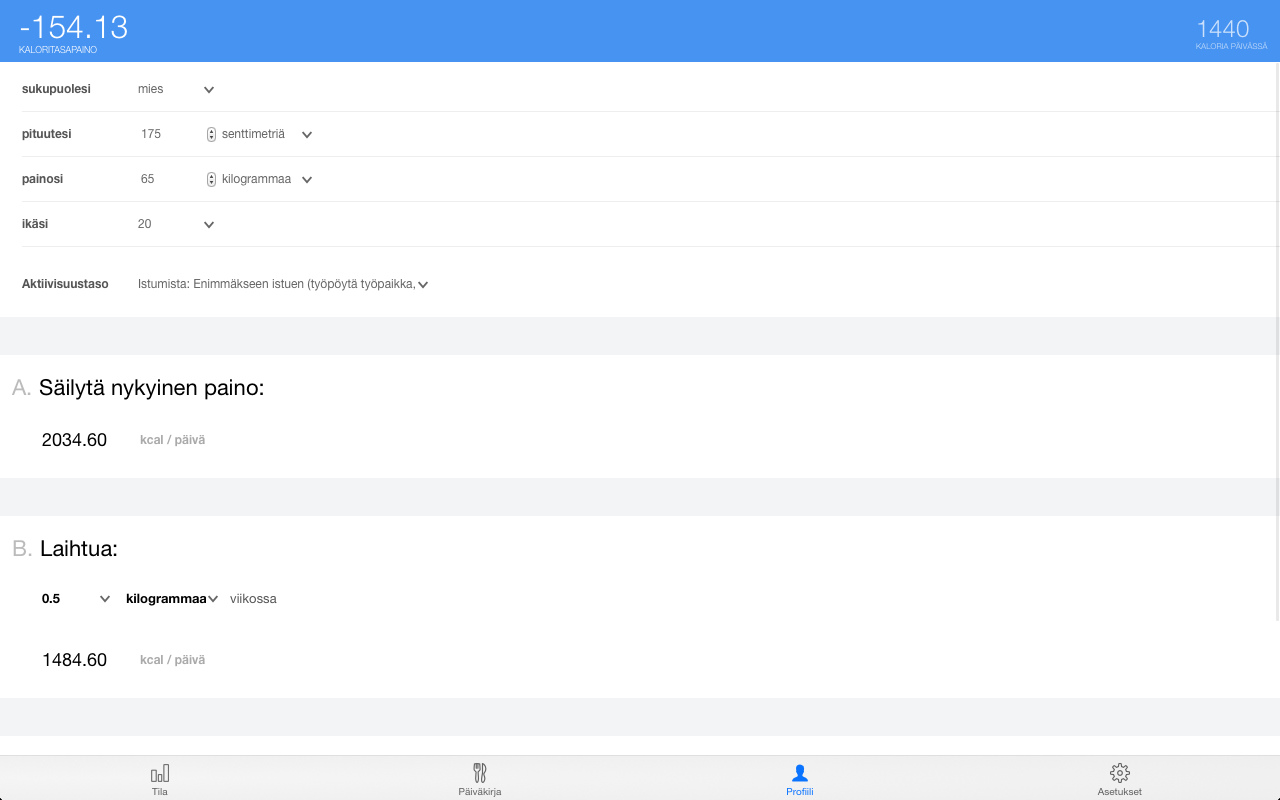 -154.13
KALORITASAPAINO
1440
KALORIA PÄIVÄSSÄ
sukupuolesi mies
pituutesi 175 senttimetriä
painosi 65 kilogrammaa
ikäsi 20
Aktiivisuustaso Istumista: Enimmäkseen istuen (työpöytä työpaikka,
A. Säilytä nykyinen paino:
2034.60 kcal / päivä
B. Laihtua:
0.5 kilogrammaa viikossa
1484.60 kcal / päivä
Tila Päiväkirja Profiili Asetukset